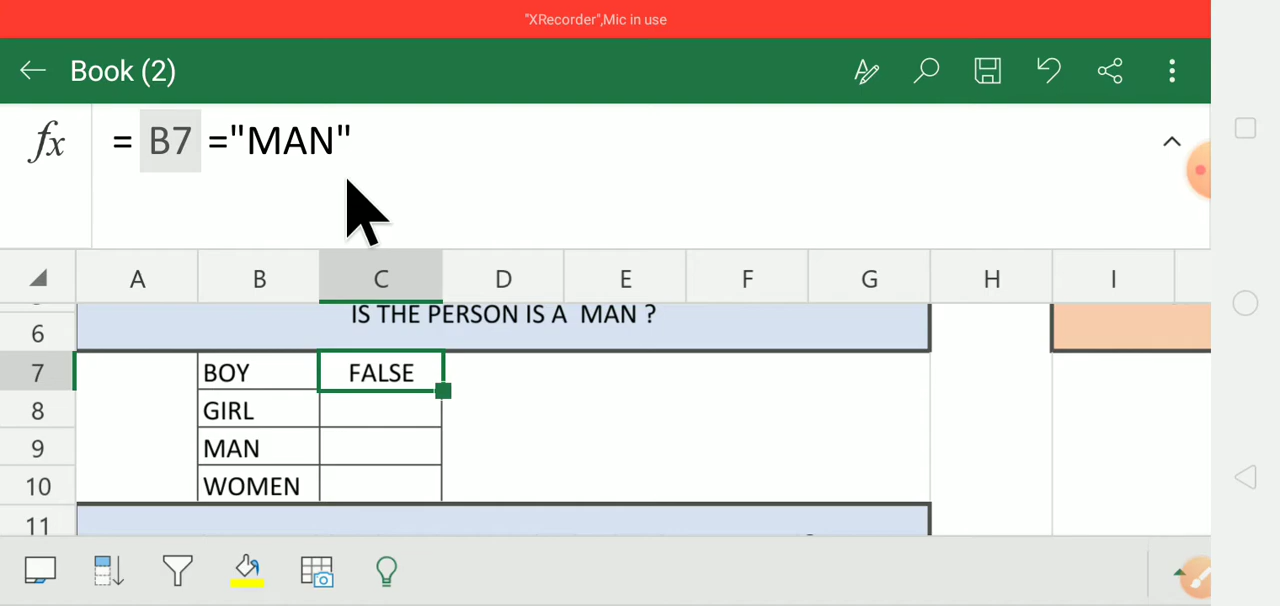 "XRecorder",Mic in use
Book (2)
fx = B7 ="MAN"
A B C D E F G H I
6 IS THE PERSON IS A MAN ?
7 BOY FALSE
8 GIRL
9 MAN
10 WOMEN
11